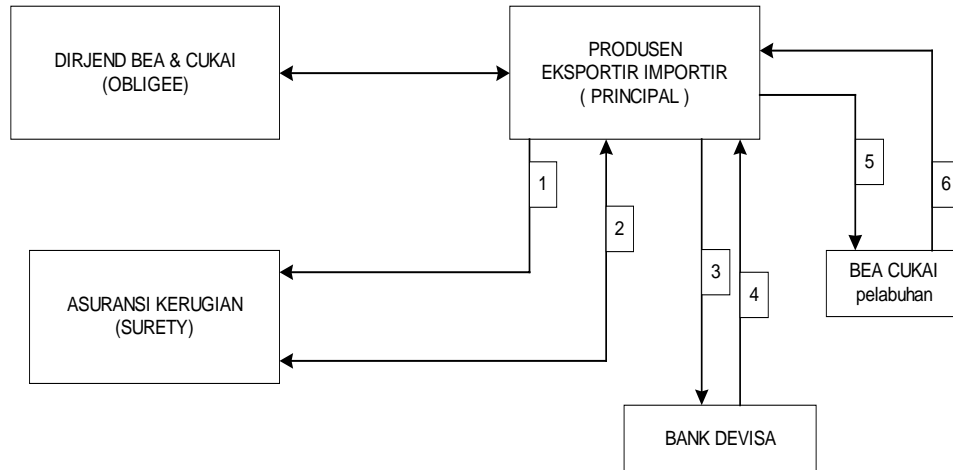 DIRJEND BEA & CUKAI
(OBLIGEE)
PRODUSEN
EKSPORTIR IMPORTIR
( PRINCIPAL )
1
2
3
4
5
6
ASURANSI KERUGIAN
(SURETY)
BEA CUKAI
pelabuhan
BANK DEVISA